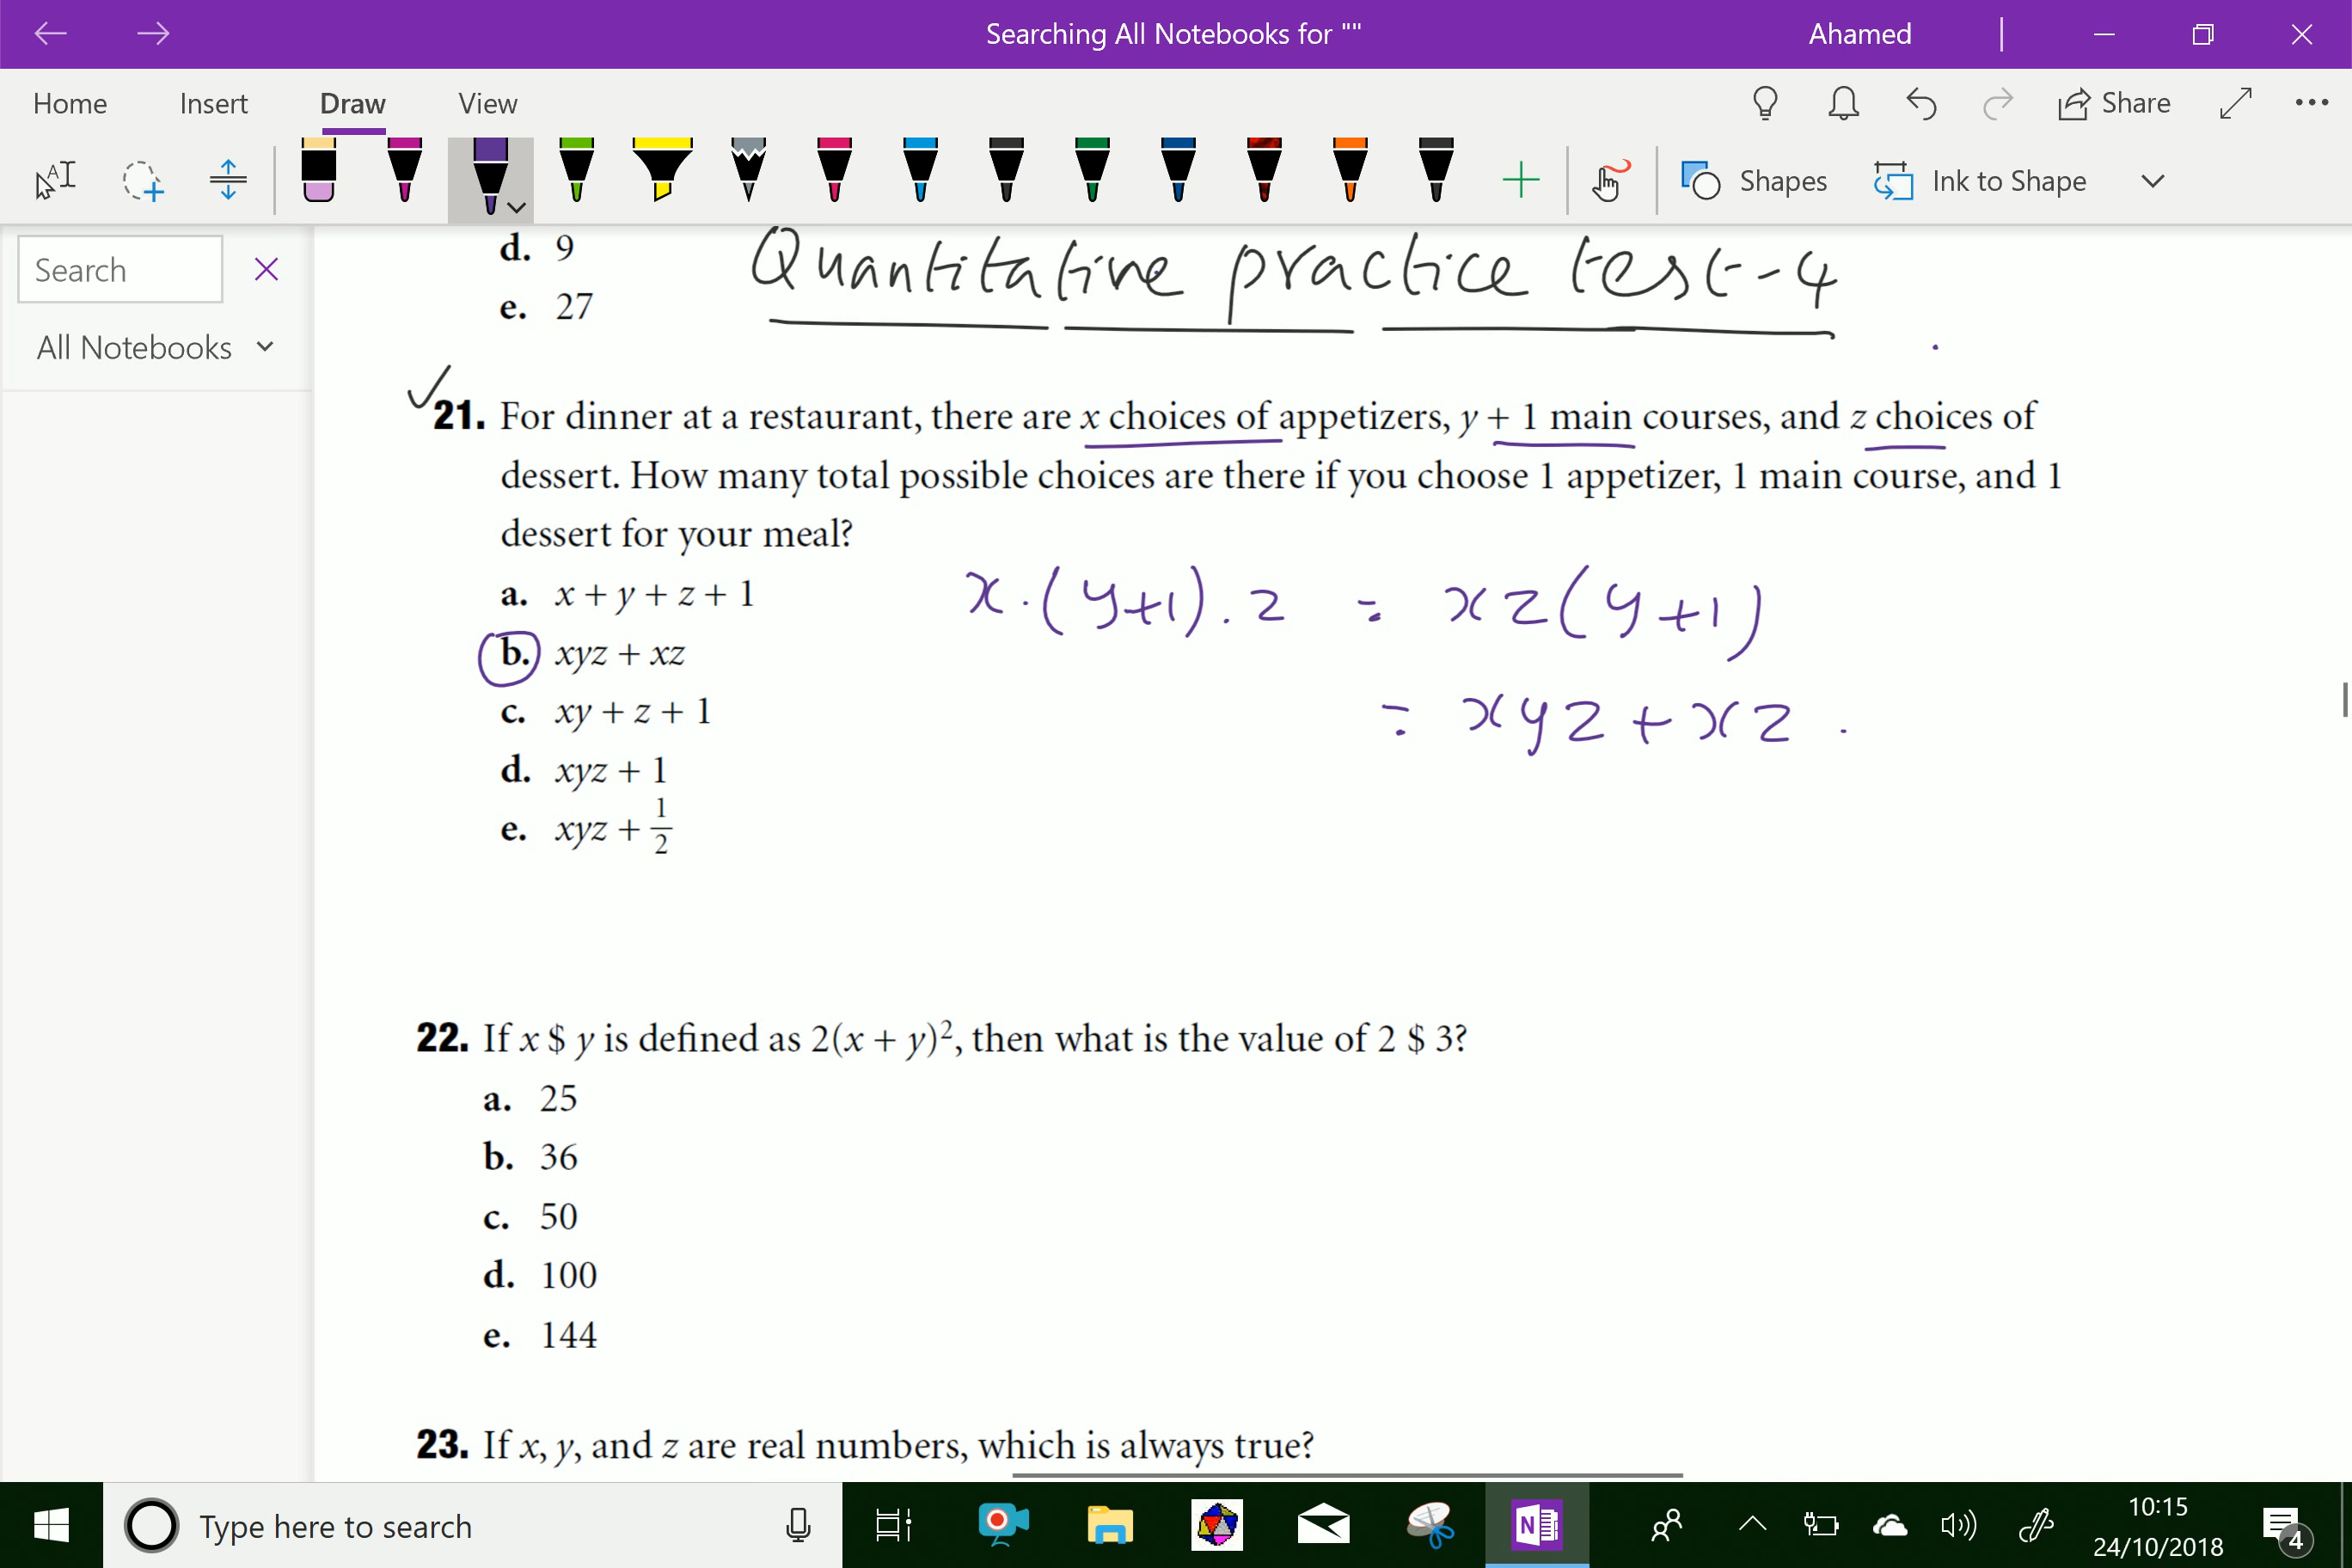 Searching All Notebooks for ""
Ahamed
Home Insert Draw View
Share
Shapes
Ink to Shape
Search
All Notebooks
d. 9
e. 27
Quantitative practice test-4
21. For dinner at a restaurant, there are x choices of appetizers, y + 1 main courses, and z choices of
dessert. How many total possible choices are there if you choose 1 appetizer, 1 main course, and 1
dessert for your meal?
a. x + y + z + 1
x.(y+1).z = xz(y+1)
b. xyz + xz
c. xy + z + 1
= xyz+xz.
d. xyz + 1
e. xyz + 1/2
22. If x $ y is defined as 2(x + y)², then what is the value of 2 $ 3?
a. 25
b. 36
c. 50
d. 100
e. 144
23. If x, y, and z are real numbers, which is always true?
Type here to search
N
10:15
24/10/2018
4